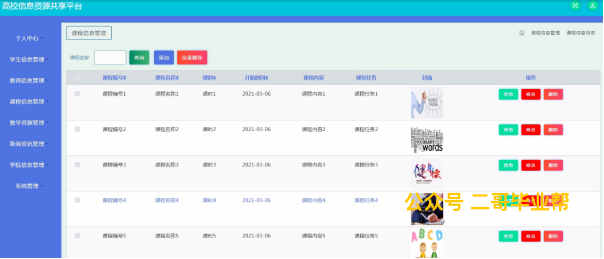 高校信息资源共享平台
个人中心
学生信息管理
教师信息管理
课程信息管理
教学资源管理
新闻资讯管理
学院信息管理
系统管理
课程信息管理
课程信息管理 课程信息列表
课程名称 查询 添加 批量删除
课程编号 课程名称 课时 开始时间 课程内容 课程任务 封面 操作
课程编号1 课程名称1 课时1 2021-03-06 课程内容1 课程任务1 查看 修改 删除
课程编号2 课程名称2 课时2 2021-03-06 课程内容2 课程任务2 words 查看 修改 删除
课程编号3 课程名称3 课时3 2021-03-06 课程内容3 课程任务3 查看 修改 删除
课程编号4 课程名称4 课时4 2021-03-06 课程内容4 课程任务4
公众号 二哥毕业帮
课程编号5 课程名称5 课时5 2021-03-06 课程内容5 课程任务5 A B C D 查看 修改 删除